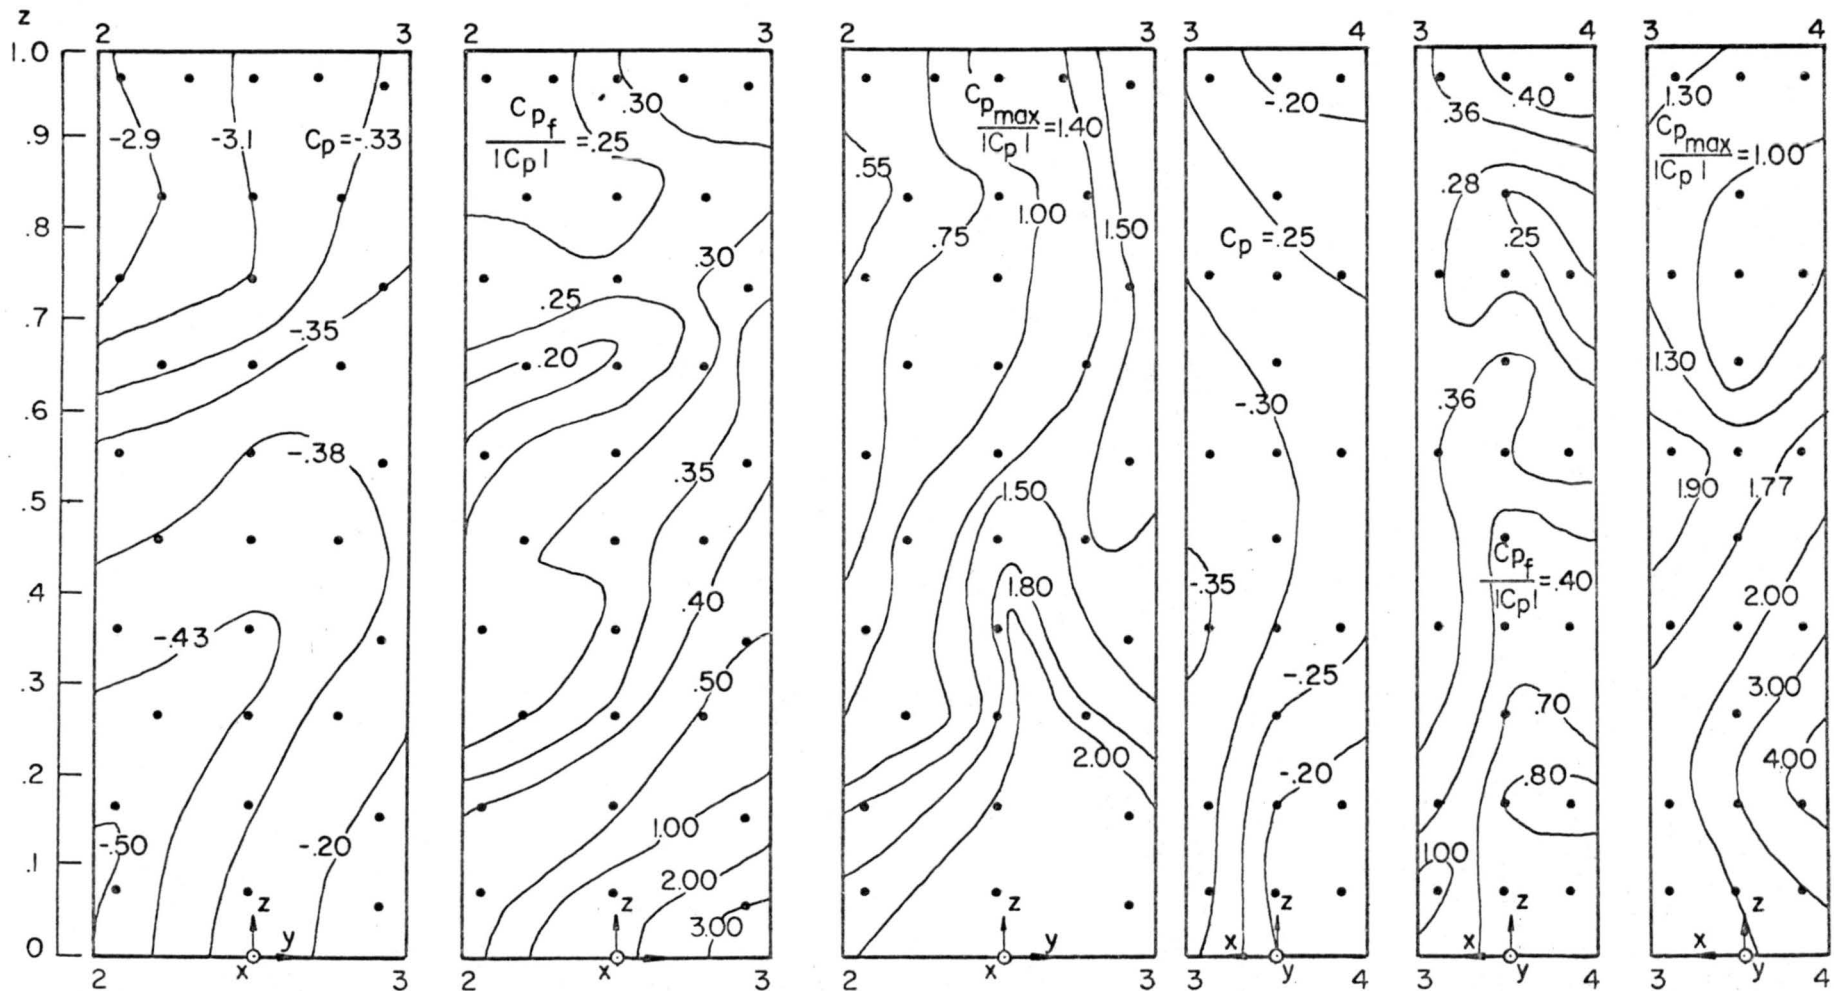 z
1.0
.9
.8
.7
.6
.5
.4
.3
.2
.1
0
2 3
-2.9 -3.1 Cp=-.33
-.35
-.38
-.43
-.50 -.20
z
y
x
2 3
2 3
Cpf
|Cp| =.25
.30
.30
.25
.20
.35
.40
.50
1.00
2.00
3.00
z
x
2 3
2 3
Cpmax
|Cp| =1.40
.55
.75 1.00 1.50
1.50
1.80
2.00
z
y
x
2 3
3 4
-.20
Cp=.25
-.30
-.35
-.25
-.20
z
x
y
3 4
3 4
.36 .40
.28
.25
.36
Cpf
|Cp| =.40
.70
.80
1.00
z
x
y
3 4
3 4
1.30
Cpmax
|Cp| =1.00
1.30
1.90 1.77
2.00
3.00
4.00
z
x
y
3 4